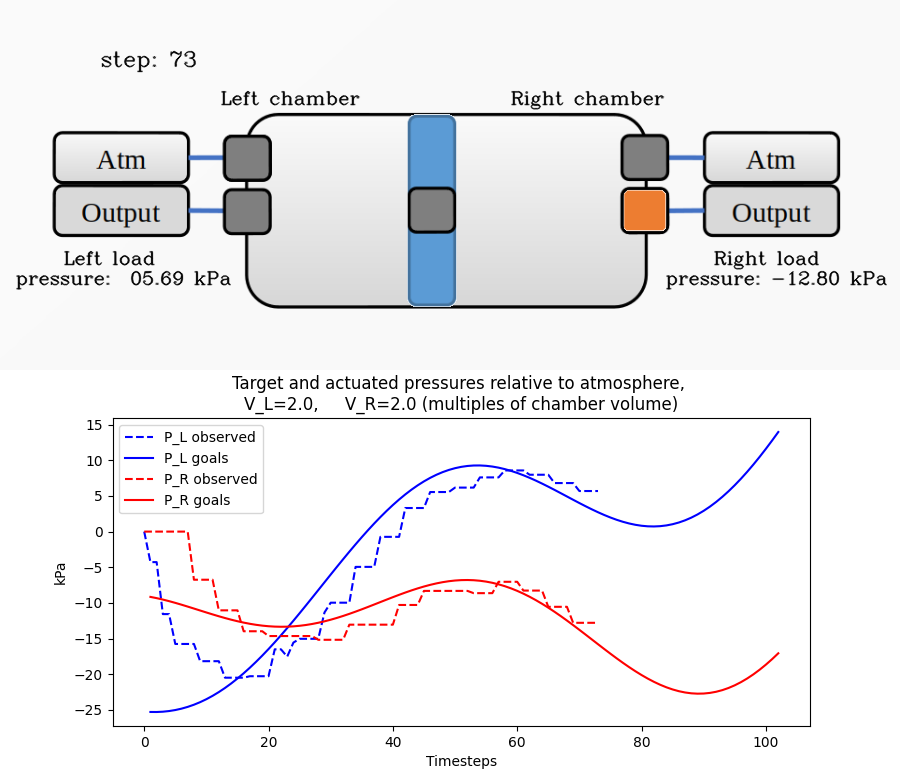 step: 73
Left chamber
Right chamber
Atm
Atm
Output
Output
Left load
pressure: 05.69 kPa
Right load
pressure: −12.80 kPa
Target and actuated pressures relative to atmosphere,
V_L=2.0, V_R=2.0 (multiples of chamber volume)
P_L observed
P_L goals
P_R observed
P_R goals
15
10
5
0
−5
−10
−15
−20
−25
kPa
0 20 40 60 80 100
Timesteps